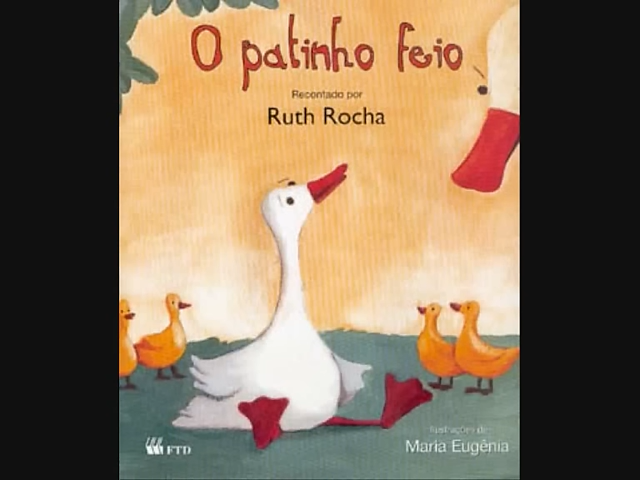 O patinho feio
Recontado por
Ruth Rocha
Ilustrações de
Maria Eugênia
FTD